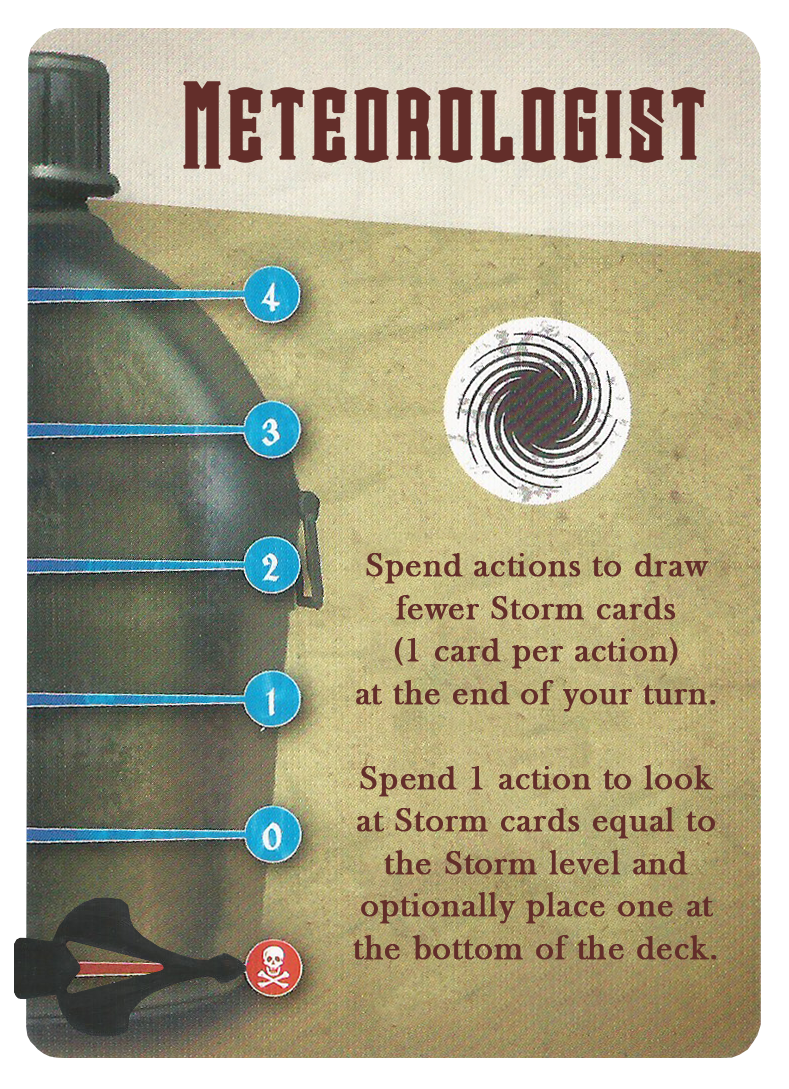 METEOROLOGIST
4
3
2
1
0
Spend actions to draw
fewer Storm cards
(1 card per action)
at the end of your turn.
Spend 1 action to look
at Storm cards equal to
the Storm level and
optionally place one at
the bottom of the deck.